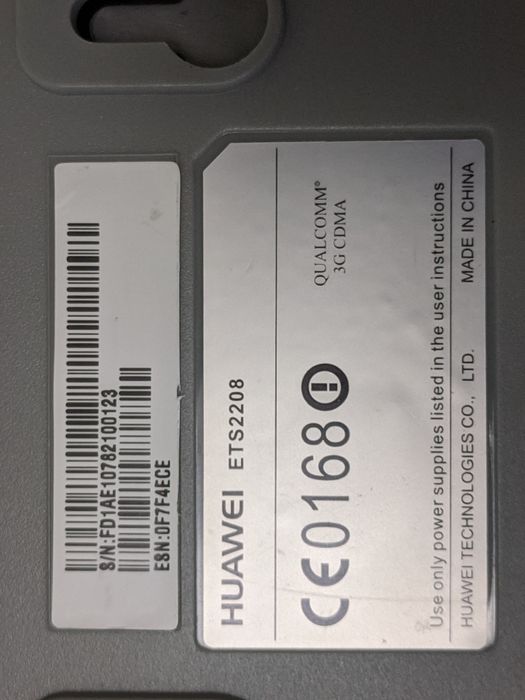 S/N:FD1AE10782100123
ESN:0F7F4ECE
HUAWEI ETS2208
CE0168
QUALCOMM®
3G CDMA
Use only power supplies listed in the user instructions
HUAWEI TECHNOLOGIES CO., LTD. MADE IN CHINA